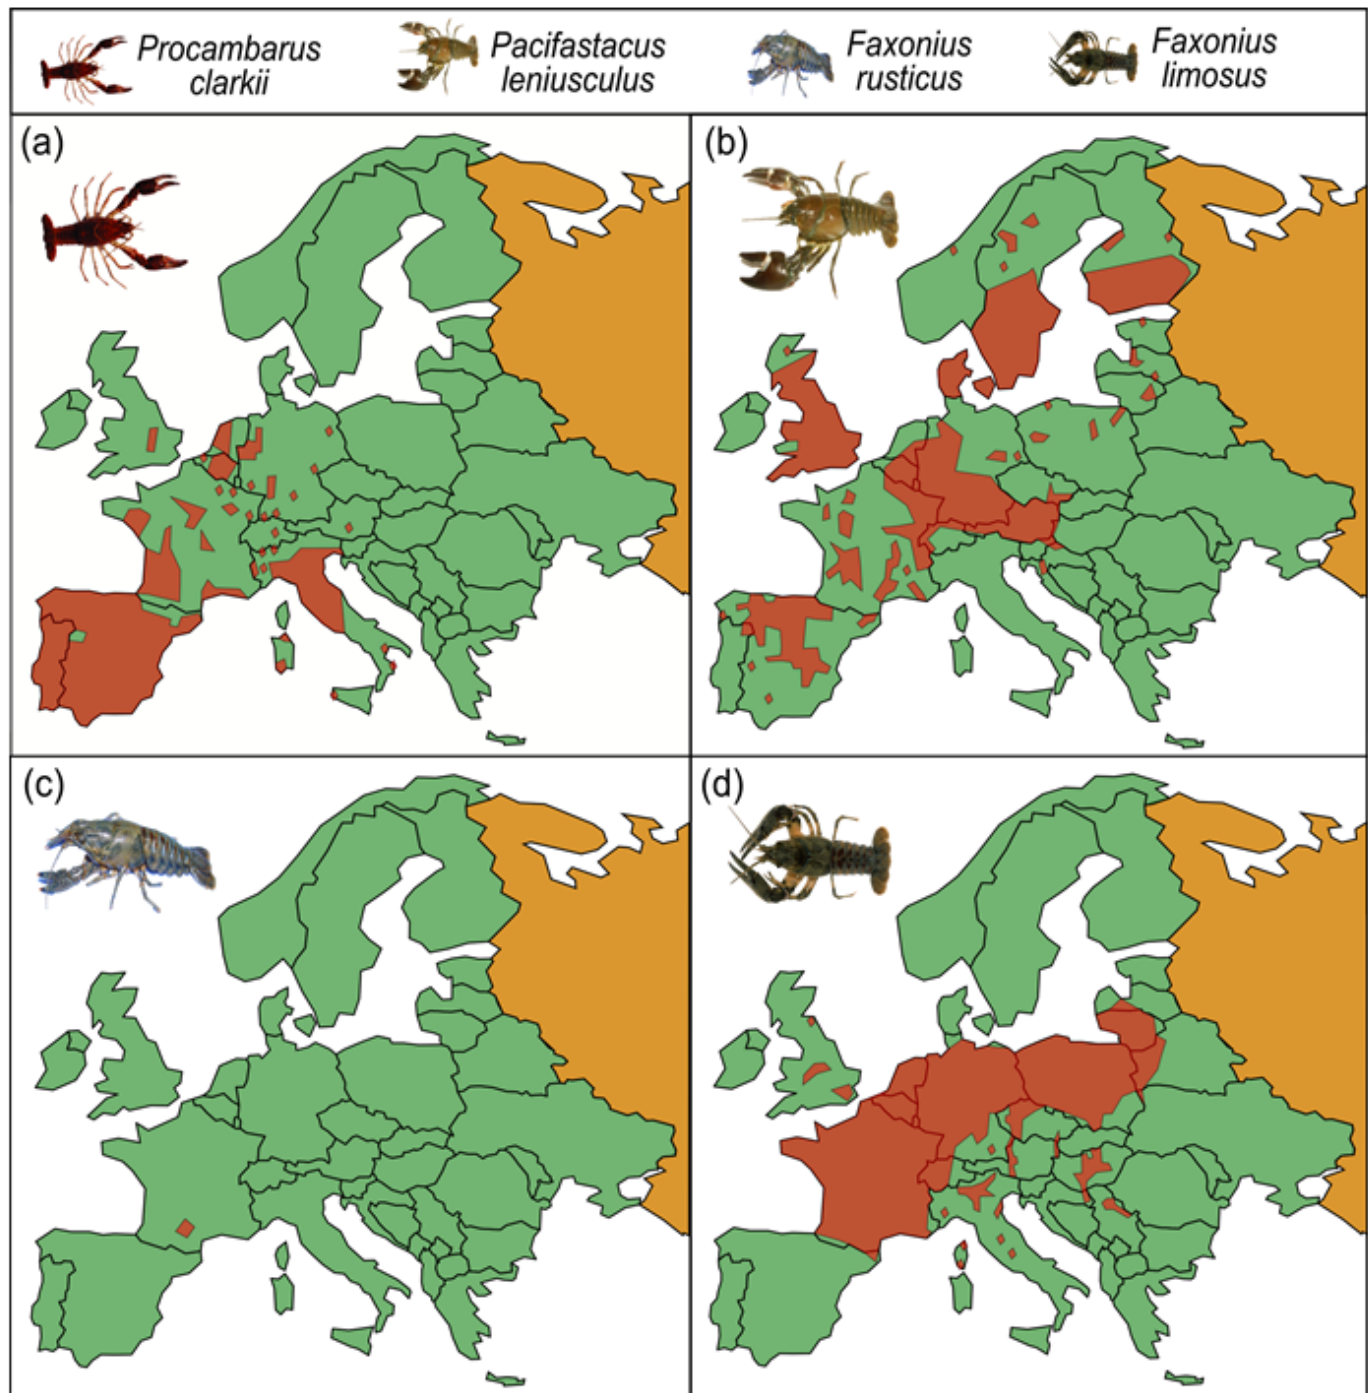 Procambarus
clarkii
Pacifastacus
leniusculus
Faxonius
rusticus
Faxonius
limosus
(a)
(b)
(c)
(d)